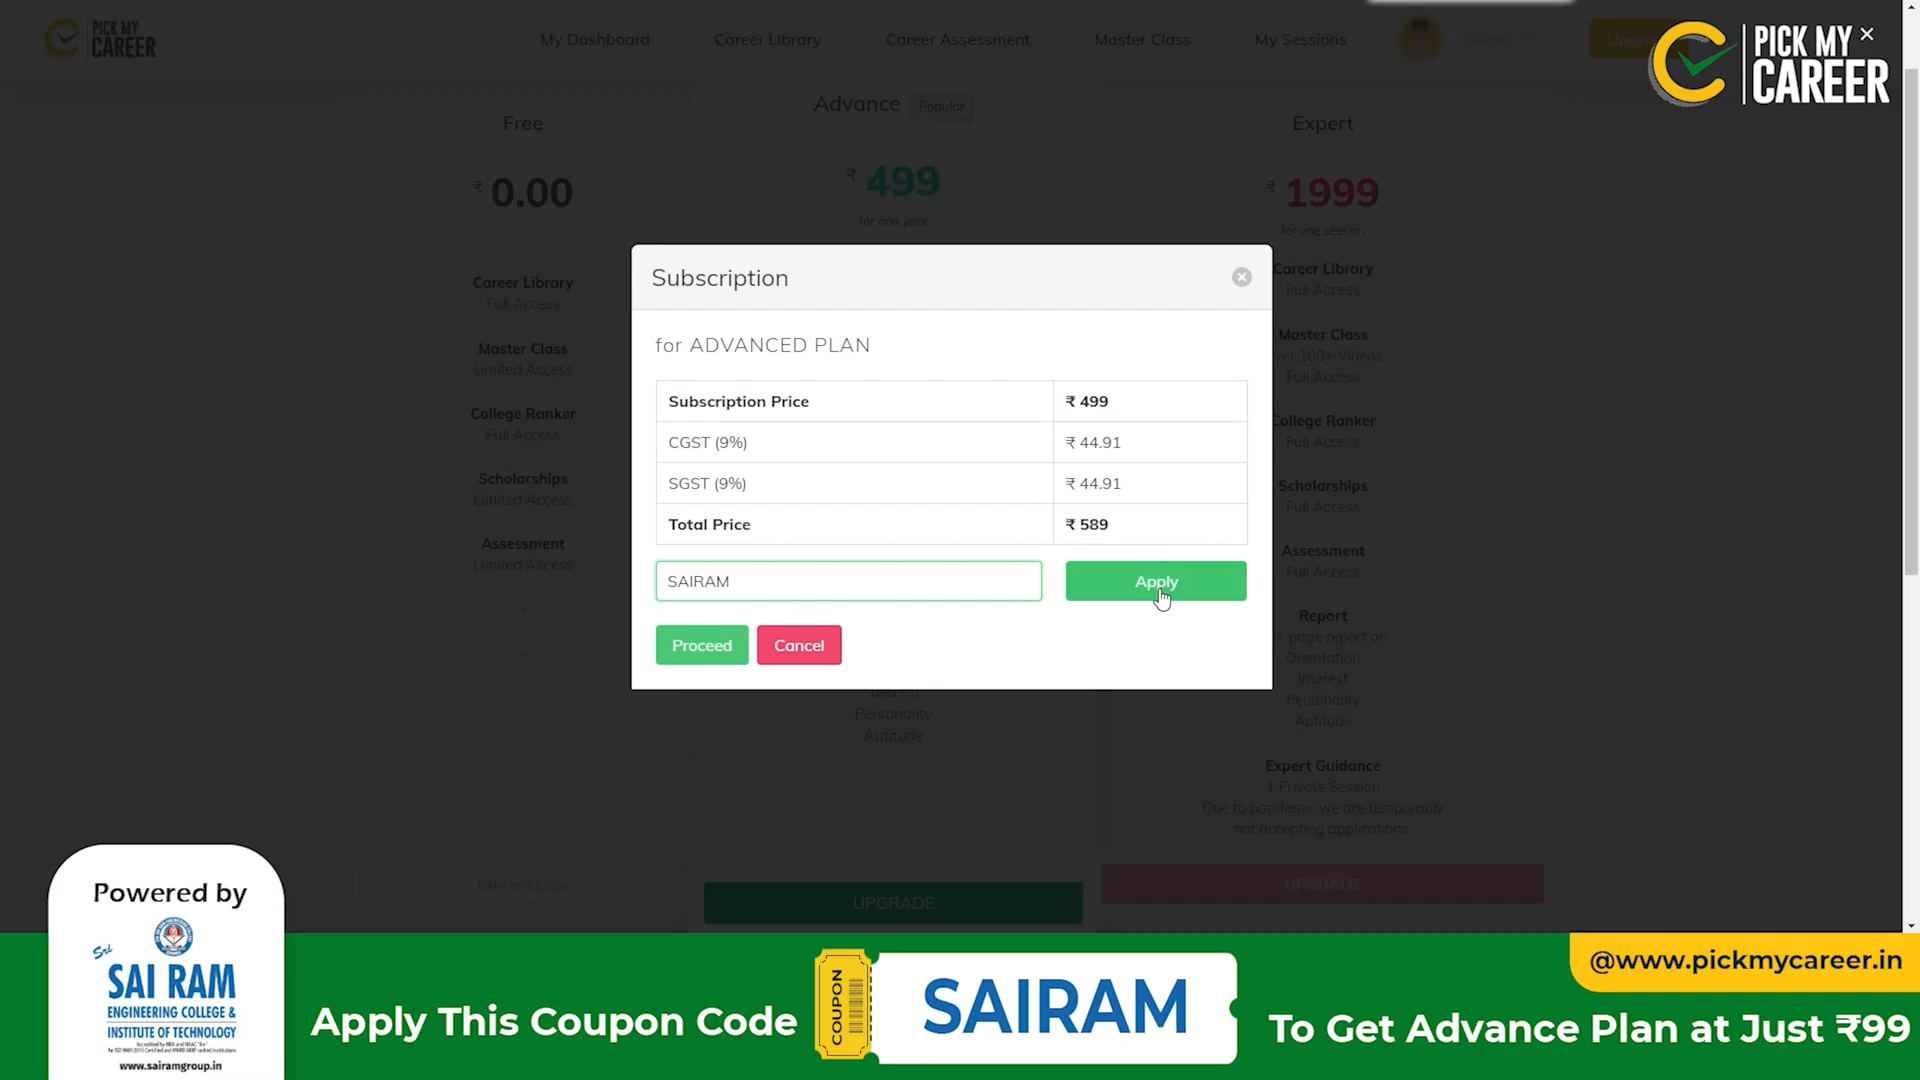 PICK MY
CAREER
My Dashboard
Career Library
Career Assessment
Master Class
My Sessions
PICK MY
CAREER
Free
₹ 0.00
Career Library
Full Access
Master Class
Limited Access
College Ranker
Full Access
Scholarships
Limited Access
Assessment
Limited Access
Advance Popular
₹ 499
for one year
Personality
Aptitude
UPGRADE
Expert
₹ 1999
for one session
Career Library
Full Access
Master Class
Full Access
College Ranker
Full Access
Scholarships
Full Access
Assessment
Full Access
Report
page report on
Orientation
Interest
Personality
Aptitude
Expert Guidance
1 Private Session
Due to pandemic we are temporarily
not accepting applications
UPGRADE
Subscription
for ADVANCED PLAN
Subscription Price ₹ 499
CGST (9%) ₹ 44.91
SGST (9%) ₹ 44.91
Total Price ₹ 589
SAIRAM
Apply
Proceed
Cancel
Powered by
Sri
SAI RAM
ENGINEERING COLLEGE &
INSTITUTE OF TECHNOLOGY
www.sairamgroup.in
Apply This Coupon Code
COUPON
SAIRAM
To Get Advance Plan at Just ₹99
@www.pickmycareer.in